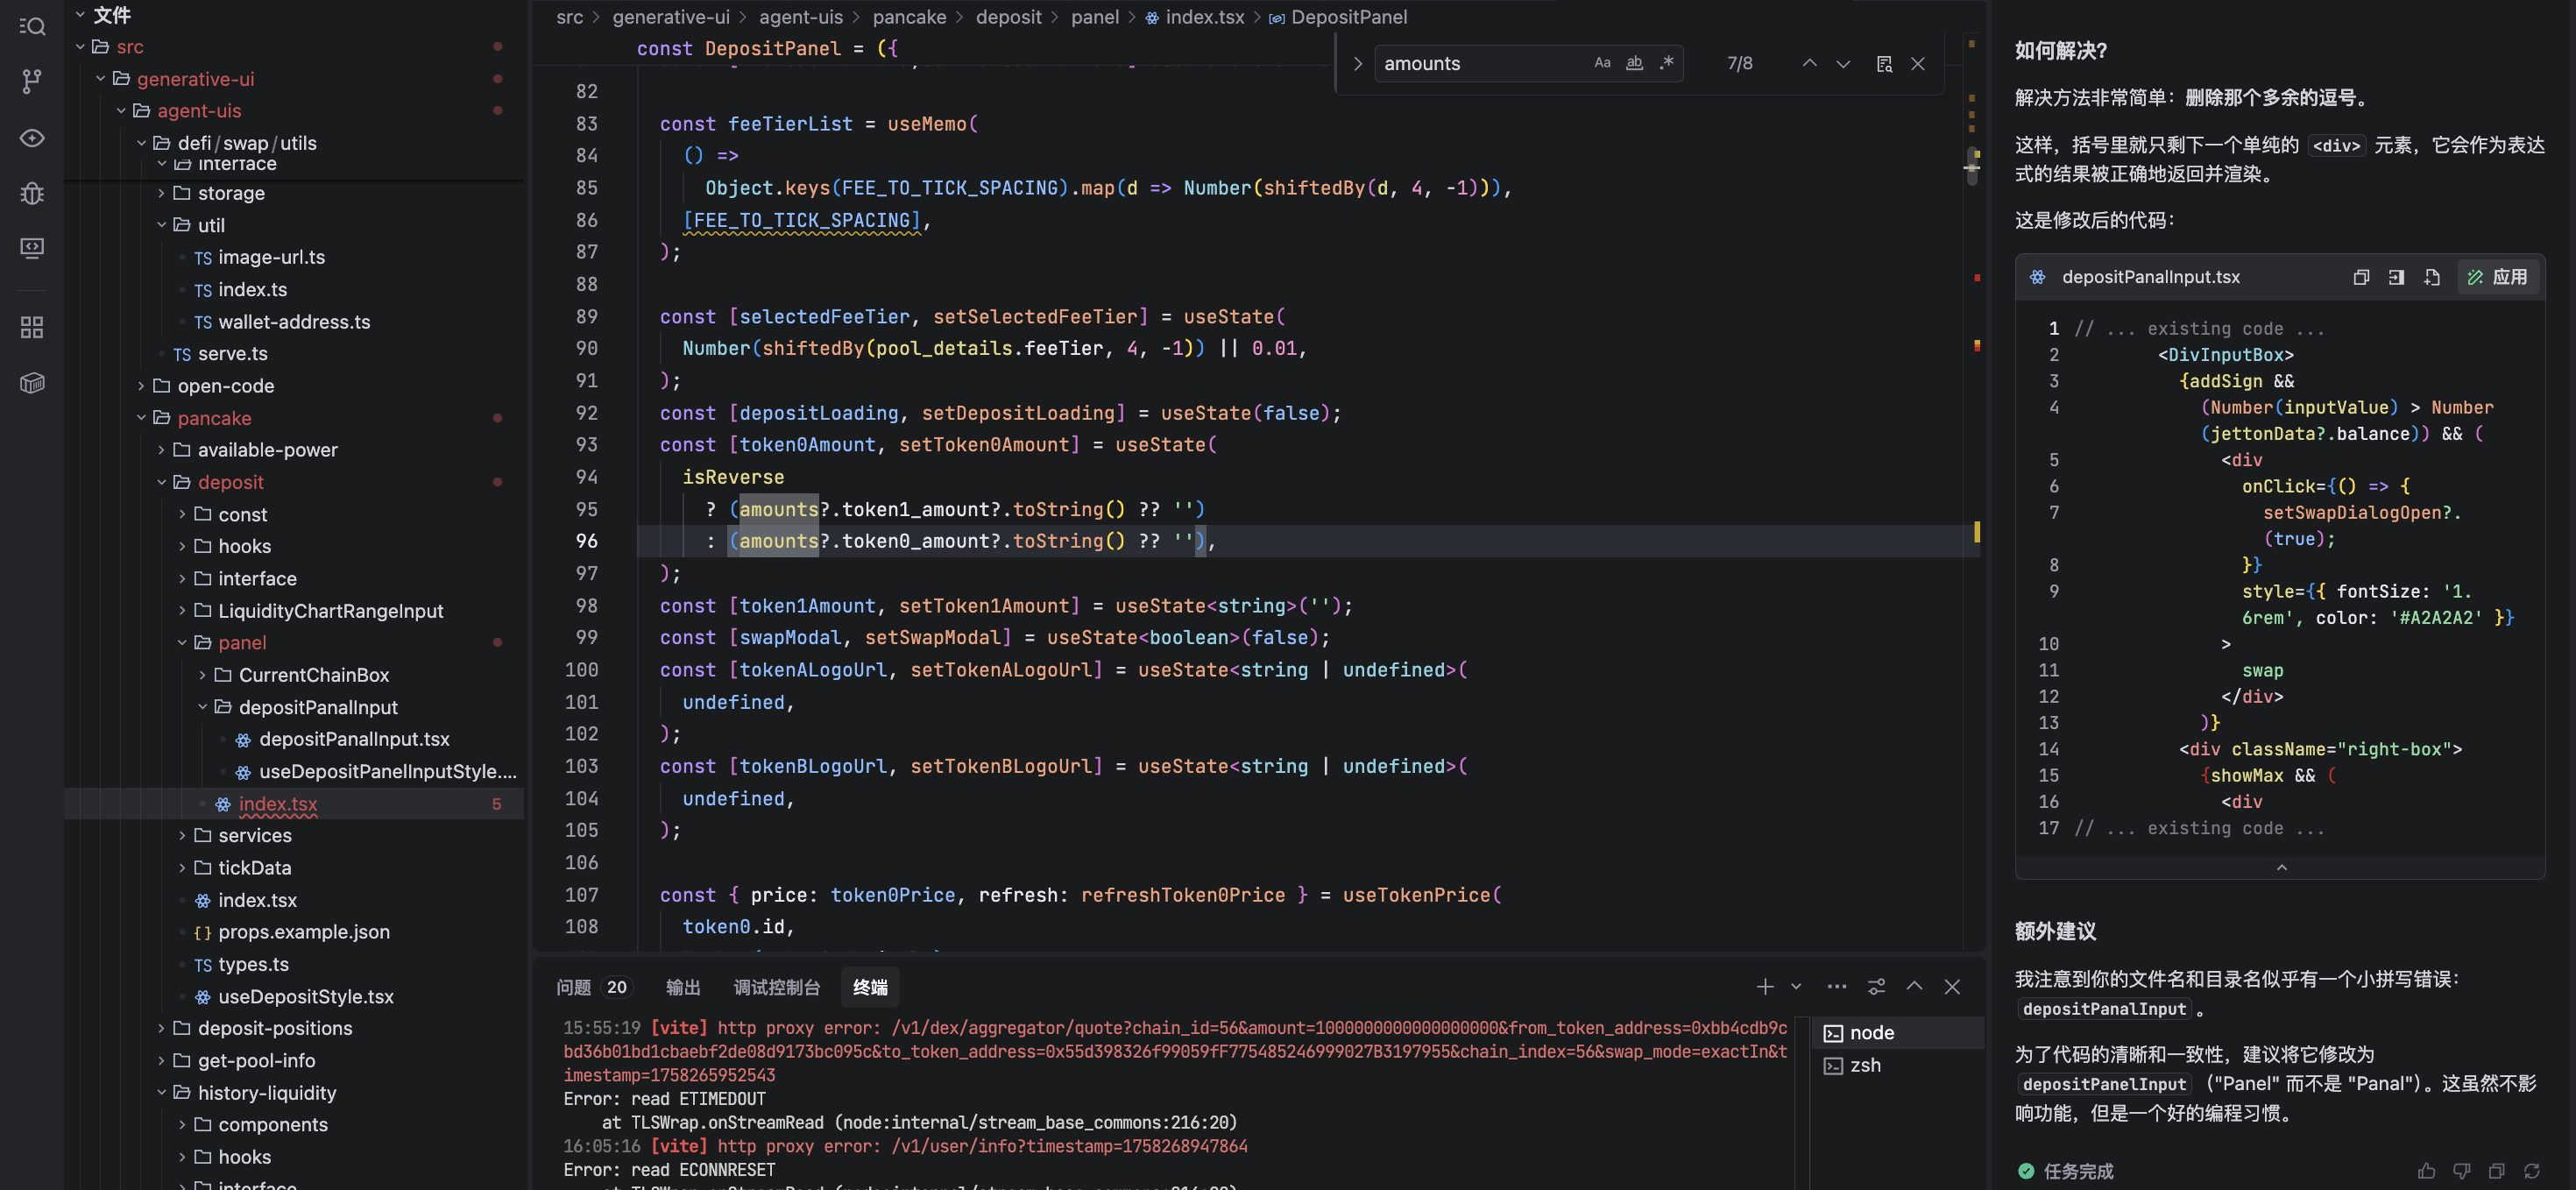 文件
src
generative-ui
agent-uis
defi/swap/utils
interface
storage
util
TS image-url.ts
TS index.ts
TS wallet-address.ts
TS serve.ts
open-code
pancake
available-power
deposit
const
hooks
interface
LiquidityChartRangeInput
panel
CurrentChainBox
depositPanalInput
depositPanalInput.tsx
useDepositPanelInputStyle....
index.tsx 5
services
tickData
index.tsx
{} props.example.json
TS types.ts
useDepositStyle.tsx
deposit-positions
get-pool-info
history-liquidity
components
hooks
interface
src > generative-ui > agent-uis > pancake > deposit > panel > index.tsx > DepositPanel
const DepositPanel = ({
amounts Aa ab .* 7/8
82
83 const feeTierList = useMemo(
84 () =>
85 Object.keys(FEE_TO_TICK_SPACING).map(d => Number(shiftedBy(d, 4, -1))),
86 [FEE_TO_TICK_SPACING],
87 );
88
89 const [selectedFeeTier, setSelectedFeeTier] = useState(
90 Number(shiftedBy(pool_details.feeTier, 4, -1)) || 0.01,
91 );
92 const [depositLoading, setDepositLoading] = useState(false);
93 const [token0Amount, setToken0Amount] = useState(
94 isReverse
95 ? (amounts?.token1_amount?.toString() ?? '')
96 : (amounts?.token0_amount?.toString() ?? ''),
97 );
98 const [token1Amount, setToken1Amount] = useState<string>('');
99 const [swapModal, setSwapModal] = useState<boolean>(false);
100 const [tokenALogoUrl, setTokenALogoUrl] = useState<string | undefined>(
101 undefined,
102 );
103 const [tokenBLogoUrl, setTokenBLogoUrl] = useState<string | undefined>(
104 undefined,
105 );
106
107 const { price: token0Price, refresh: refreshToken0Price } = useTokenPrice(
108 token0.id,
问题 20 输出 调试控制台 终端
15:55:19 [vite] http proxy error: /v1/dex/aggregator/quote?chain_id=56&amount=1000000000000000000&from_token_address=0xbb4cdb9c
bd36b01bd1cbaebf2de08d9173bc095c&to_token_address=0x55d398326f99059fF775485246999027B3197955&chain_index=56&swap_mode=exactIn&t
imestamp=1758265952543
Error: read ETIMEDOUT
at TLSWrap.onStreamRead (node:internal/stream_base_commons:216:20)
16:05:16 [vite] http proxy error: /v1/user/info?timestamp=1758268947864
Error: read ECONNRESET
at TLSWrap.onStreamRead (node:internal/stream_base_commons:216:20)
node
zsh
如何解决?
解决方法非常简单：删除那个多余的逗号。
这样，括号里就只剩下一个单纯的 <div> 元素，它会作为表达
式的结果被正确地返回并渲染。
这是修改后的代码：
depositPanalInput.tsx 应用
1 // ... existing code ...
2 <DivInputBox>
3 {addSign &&
4 (Number(inputValue) > Number
(jettonData?.balance)) && (
5 <div
6 onClick={() => {
7 setSwapDialogOpen?.
(true);
8 }}
9 style={{ fontSize: '1.
6rem', color: '#A2A2A2' }}
10 >
11 swap
12 </div>
13 )}
14 <div className="right-box">
15 {showMax && (
16 <div
17 // ... existing code ...
额外建议
我注意到你的文件名和目录名似乎有一个小拼写错误：
depositPanalInput 。
为了代码的清晰和一致性，建议将它修改为
depositPanelInput （"Panel" 而不是 "Panal"）。这虽然不影
响功能，但是一个好的编程习惯。
任务完成